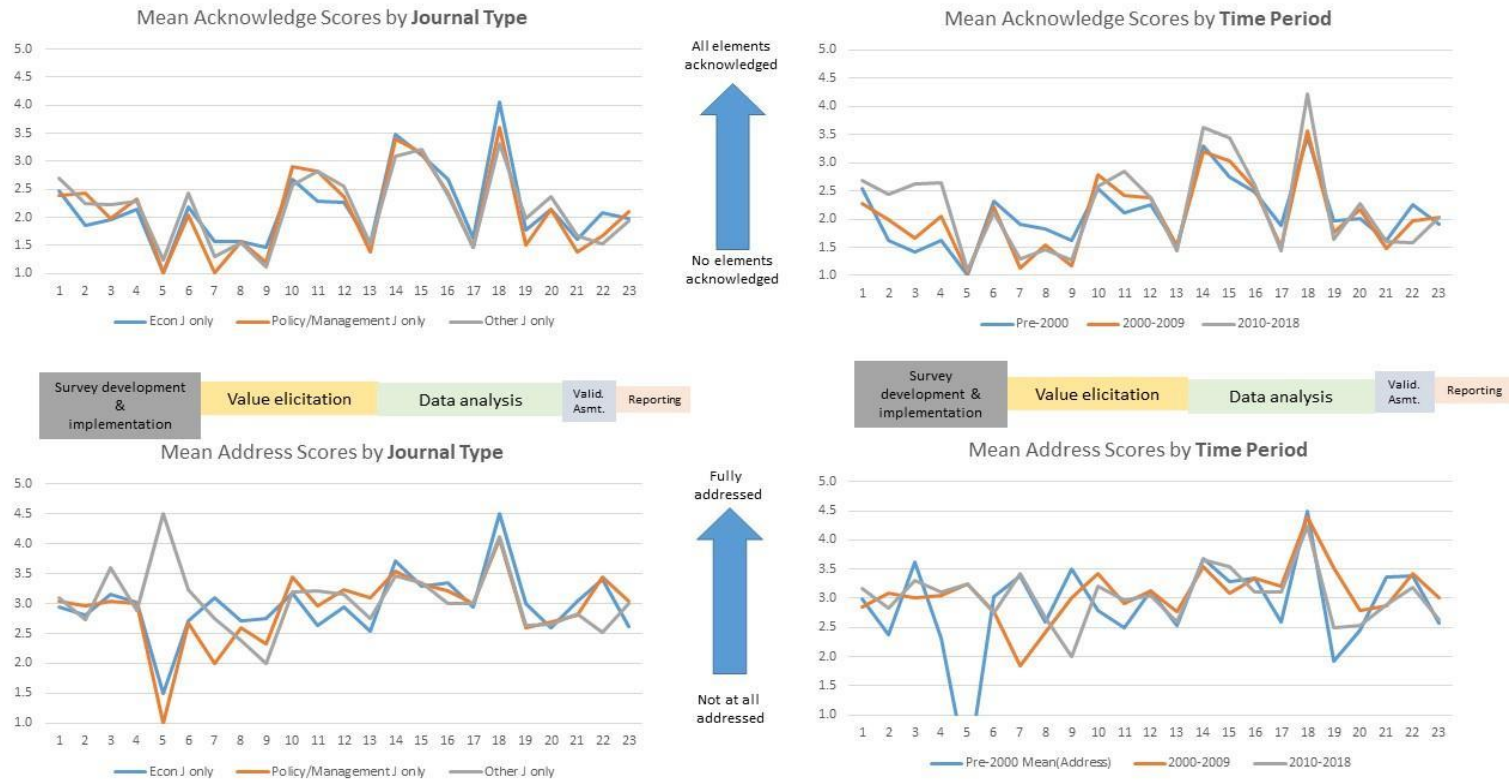 Mean Acknowledge Scores by Journal Type
5.0
4.5
4.0
3.5
3.0
2.5
2.0
1.5
1.0
1 2 3 4 5 6 7 8 9 10 11 12 13 14 15 16 17 18 19 20 21 22 23
Econ J only Policy/Management J only Other J only
All elements
acknowledged
No elements
acknowledged
Mean Acknowledge Scores by Time Period
5.0
4.5
4.0
3.5
3.0
2.5
2.0
1.5
1.0
1 2 3 4 5 6 7 8 9 10 11 12 13 14 15 16 17 18 19 20 21 22 23
Pre-2000 2000-2009 2010-2018
Survey development
&
implementation
Value elicitation
Data analysis
Valid.
Asmt.
Reporting
Survey
development &
implementation
Value elicitation
Data analysis
Valid.
Asmt.
Reporting
Mean Address Scores by Journal Type
5.0
4.5
4.0
3.5
3.0
2.5
2.0
1.5
1.0
1 2 3 4 5 6 7 8 9 10 11 12 13 14 15 16 17 18 19 20 21 22 23
Econ J only Policy/Management J only Other J only
Fully
addressed
Not at all
addressed
Mean Address Scores by Time Period
5.0
4.5
4.0
3.5
3.0
2.5
2.0
1.5
1.0
1 2 3 4 5 6 7 8 9 10 11 12 13 14 15 16 17 18 19 20 21 22 23
Pre-2000 Mean(Address) 2000-2009 2010-2018